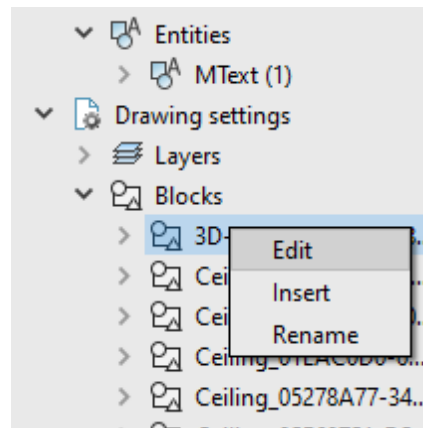 Entities
MText (1)
Drawing settings
Layers
Blocks
3D-
Edit
Cei
Insert
Cei
Rename
Ceiling_01EAC0D0-0...
Ceiling_05278A77-34...